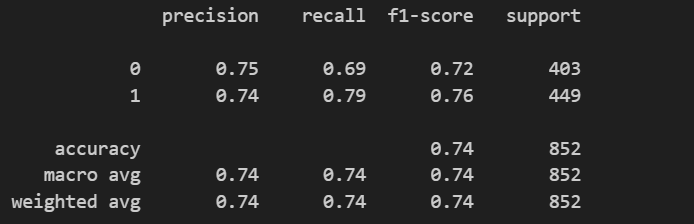 precision recall f1-score support
0 0.75 0.69 0.72 403
1 0.74 0.79 0.76 449
accuracy 0.74 852
macro avg 0.74 0.74 0.74 852
weighted avg 0.74 0.74 0.74 852